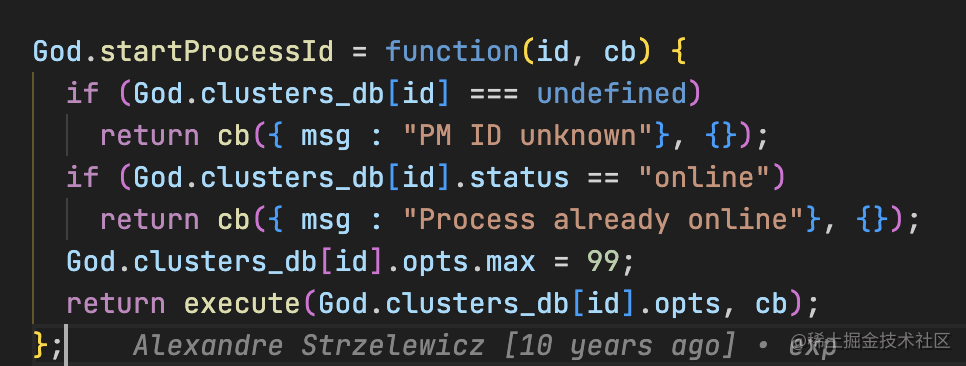 God.startProcessId = function(id, cb) {
  if (God.clusters_db[id] === undefined)
    return cb({ msg : "PM ID unknown"}, {});
  if (God.clusters_db[id].status == "online")
    return cb({ msg : "Process already online"}, {});
  God.clusters_db[id].opts.max = 99;
  return execute(God.clusters_db[id].opts, cb);
};    Alexandre Strzelewicz [10 years ago] • exp
@稀土掘金技术社区